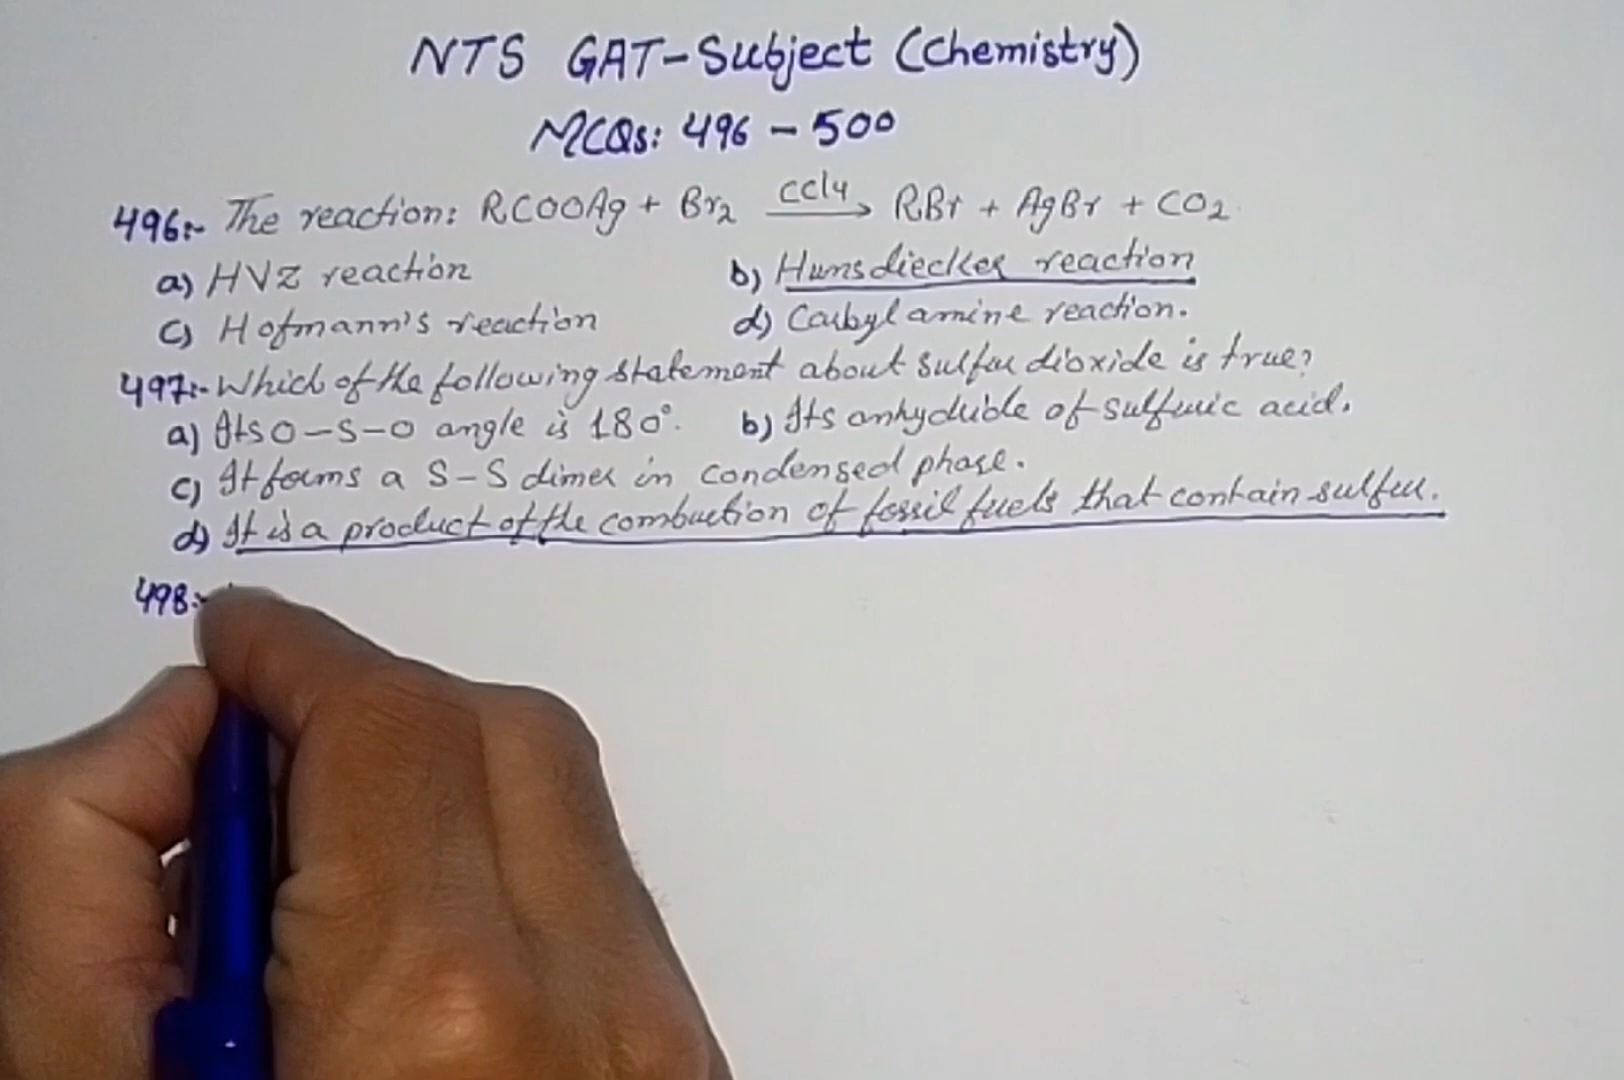 NTS GAT-Subject (Chemistry)
MCQs: 496 - 500
496:- The reaction: RCOOAg + Br2 CCl4 → RBr + AgBr + CO2
a) HVZ reaction b) Hunsdiecker reaction
c) Hofmann's reaction d) Carbylamine reaction.
497:- Which of the following statement about sulfur dioxide is true?
a) Its O-S-O angle is 180°. b) Its anhydride of sulfuric acid.
c) It forms a S-S dimer in condensed phase.
d) It is a product of the combustion of fossil fuels that contain sulfur.
498:-